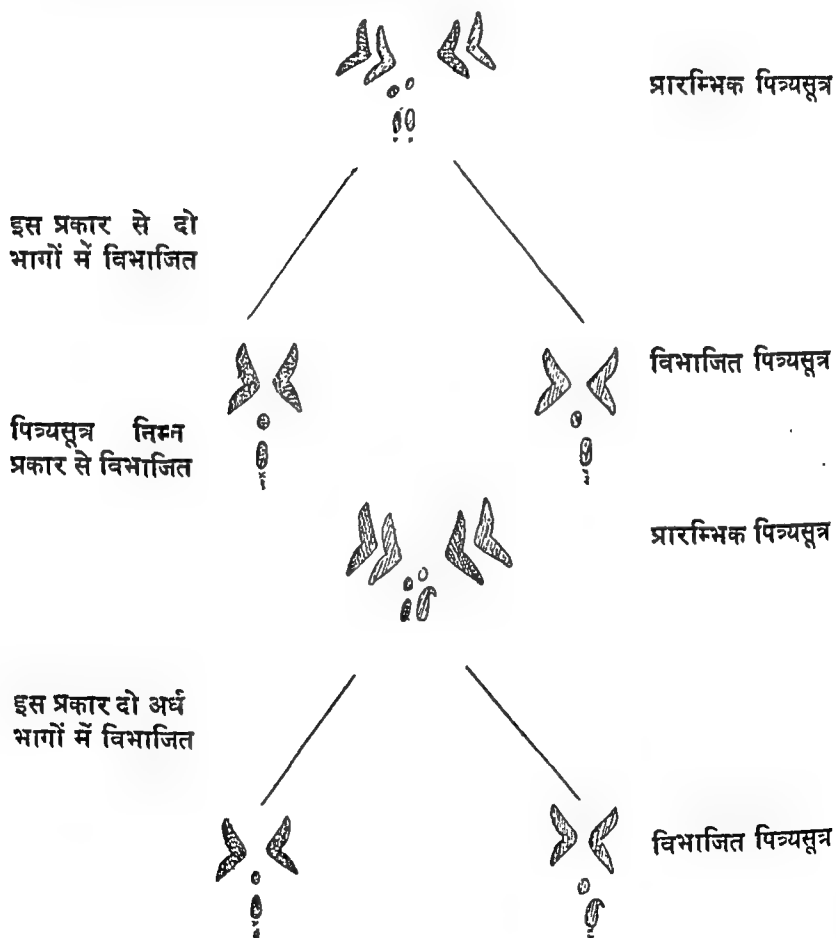 प्रारम्भिक पित्र्यसूत्र
इस प्रकार से दो
भागों में विभाजित
विभाजित पित्र्यसूत्र
पित्र्यसूत्र निम्न
प्रकार से विभाजित
प्रारम्भिक पित्र्यसूत्र
इस प्रकार दो अर्ध
भागों में विभाजित
विभाजित पित्र्यसूत्र